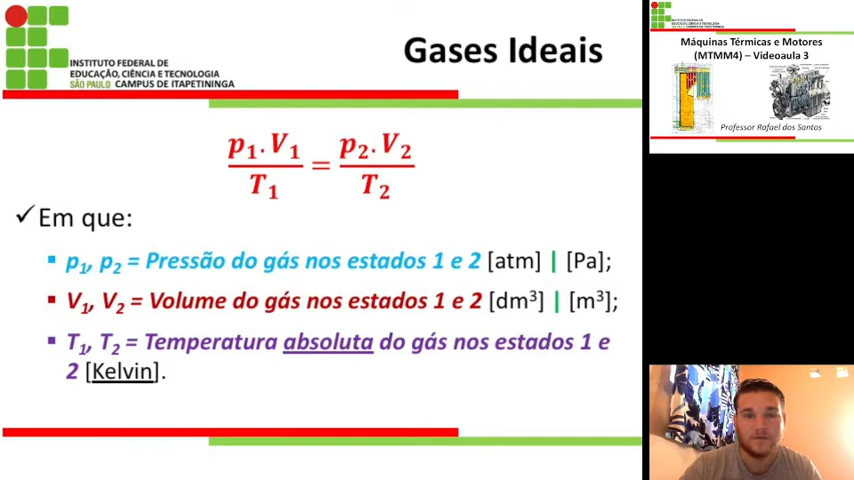 INSTITUTO FEDERAL DE
EDUCAÇÃO, CIÊNCIA E TECNOLOGIA
SÃO PAULO CAMPUS DE ITAPETININGA
Gases Ideais
p₁.V₁/T₁ = p₂.V₂/T₂
✓Em que:
▪ p₁, p₂ = Pressão do gás nos estados 1 e 2 [atm] | [Pa];
▪ V₁, V₂ = Volume do gás nos estados 1 e 2 [dm³] | [m³];
▪ T₁, T₂ = Temperatura absoluta do gás nos estados 1 e
2 [Kelvin].
Máquinas Térmicas e Motores
(MTMM4) – Videoaula 3
Professor Rafael dos Santos